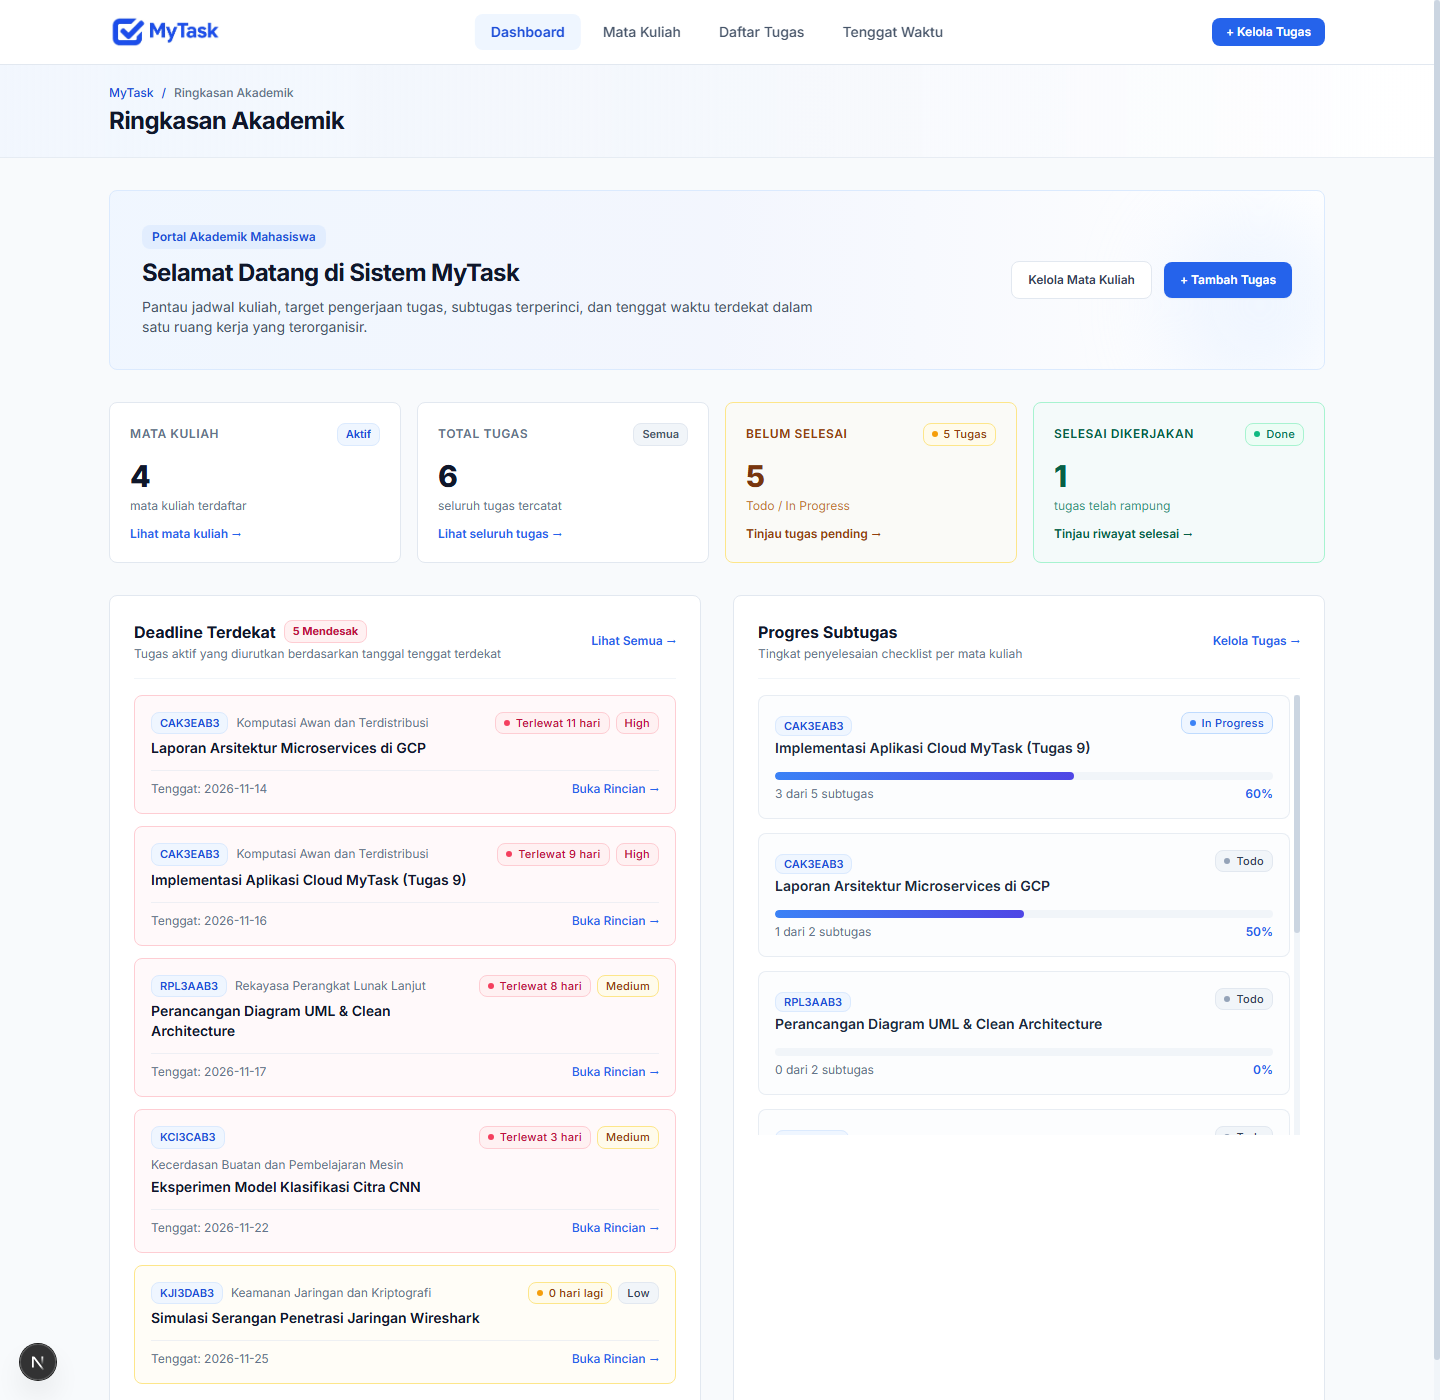 MyTask
Dashboard
Mata Kuliah
Daftar Tugas
Tenggat Waktu
+ Kelola Tugas
MyTask / Ringkasan Akademik
Ringkasan Akademik
Portal Akademik Mahasiswa
Selamat Datang di Sistem MyTask
Pantau jadwal kuliah, target pengerjaan tugas, subtugas terperinci, dan tenggat waktu terdekat dalam
satu ruang kerja yang terorganisir.
Kelola Mata Kuliah
+ Tambah Tugas
MATA KULIAH
Aktif
4
mata kuliah terdaftar
Lihat mata kuliah →
TOTAL TUGAS
Semua
6
seluruh tugas tercatat
Lihat seluruh tugas →
BELUM SELESAI
5 Tugas
5
Todo / In Progress
Tinjau tugas pending →
SELESAI DIKERJAKAN
Done
1
tugas telah rampung
Tinjau riwayat selesai →
Deadline Terdekat
5 Mendesak
Tugas aktif yang diurutkan berdasarkan tanggal tenggat terdekat
Lihat Semua →
CAK3EAB3 Komputasi Awan dan Terdistribusi
Terlewat 11 hari
High
Laporan Arsitektur Microservices di GCP
Tenggat: 2026-11-14
Buka Rincian →
CAK3EAB3 Komputasi Awan dan Terdistribusi
Terlewat 9 hari
High
Implementasi Aplikasi Cloud MyTask (Tugas 9)
Tenggat: 2026-11-16
Buka Rincian →
RPL3AAB3 Rekayasa Perangkat Lunak Lanjut
Terlewat 8 hari
Medium
Perancangan Diagram UML & Clean
Architecture
Tenggat: 2026-11-17
Buka Rincian →
KCI3CAB3
Terlewat 3 hari
Medium
Kecerdasan Buatan dan Pembelajaran Mesin
Eksperimen Model Klasifikasi Citra CNN
Tenggat: 2026-11-22
Buka Rincian →
KJI3DAB3 Keamanan Jaringan dan Kriptografi
0 hari lagi
Low
Simulasi Serangan Penetrasi Jaringan Wireshark
Tenggat: 2026-11-25
Buka Rincian →
Progres Subtugas
Tingkat penyelesaian checklist per mata kuliah
Kelola Tugas →
CAK3EAB3
In Progress
Implementasi Aplikasi Cloud MyTask (Tugas 9)
3 dari 5 subtugas
60%
CAK3EAB3
Todo
Laporan Arsitektur Microservices di GCP
1 dari 2 subtugas
50%
RPL3AAB3
Todo
Perancangan Diagram UML & Clean Architecture
0 dari 2 subtugas
0%
N